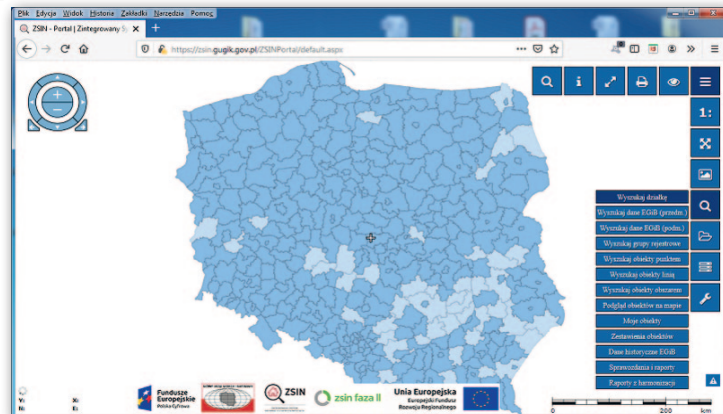 Plik Edycja Widok Historia Zakładki Narzędzia Pomoc
ZSIN - Portal | Zintegrowany Sy
https://zsin.gugik.gov.pl/ZSINPortal/default.aspx
1:
Wyszukaj działkę
Wyszukaj dane EGiB (przedm.)
Wyszukaj dane EGiB (podm.)
Wyszukaj grupy rejestrowe
Wyszukaj obiekty punktem
Wyszukaj obiekty linią
Wyszukaj obiekty obszarem
Podgląd obiektów na mapie
Moje obiekty
Zestawienia obiektów
Dane historyczne EGiB
Sprawozdania i raporty
Raporty z harmonizacji
Y: X:
N: E:
Fundusze
Europejskie
Polska Cyfrowa
ZSIN
zsin faza II
Unia Europejska
Europejski Fundusz
Rozwoju Regionalnego
0 200 km